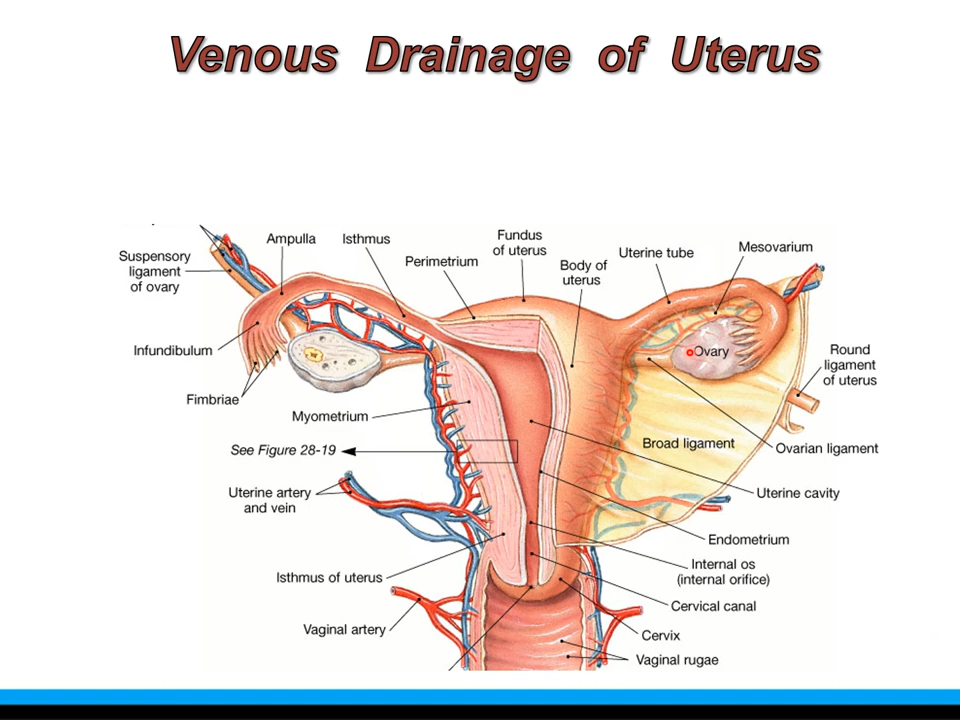 Venous Drainage of Uterus
Suspensory
ligament
of ovary
Ampulla
Isthmus
Perimetrium
Fundus
of uterus
Body of
uterus
Uterine tube
Mesovarium
Infundibulum
Ovary
Round
ligament
of uterus
Fimbriae
Myometrium
See Figure 28-19
Broad ligament
Ovarian ligament
Uterine artery
and vein
Uterine cavity
Endometrium
Isthmus of uterus
Internal os
(internal orifice)
Cervical canal
Vaginal artery
Cervix
Vaginal rugae